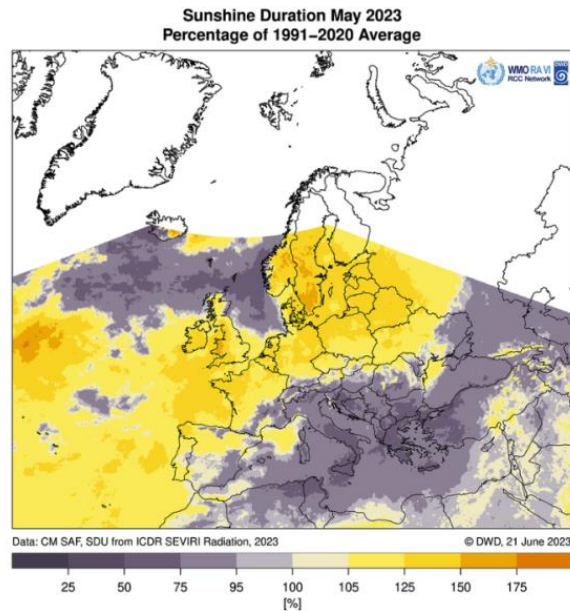 Sunshine Duration May 2023
Percentage of 1991–2020 Average
WMO RA VI
RCC Network
DWD
Data: CM SAF, SDU from ICDR SEVIRI Radiation, 2023
© DWD, 21 June 2023
25 50 75 95 100 105 125 150 175
[%]